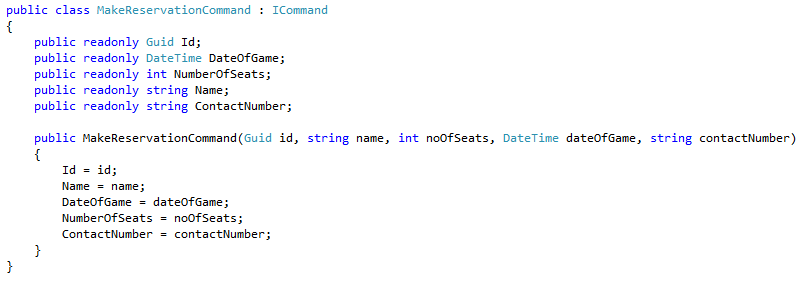 public class MakeReservationCommand : ICommand
{
    public readonly Guid Id;
    public readonly DateTime DateOfGame;
    public readonly int NumberOfSeats;
    public readonly string Name;
    public readonly string ContactNumber;

    public MakeReservationCommand(Guid id, string name, int noOfSeats, DateTime dateOfGame, string contactNumber)
    {
        Id = id;
        Name = name;
        DateOfGame = dateOfGame;
        NumberOfSeats = noOfSeats;
        ContactNumber = contactNumber;
    }
}